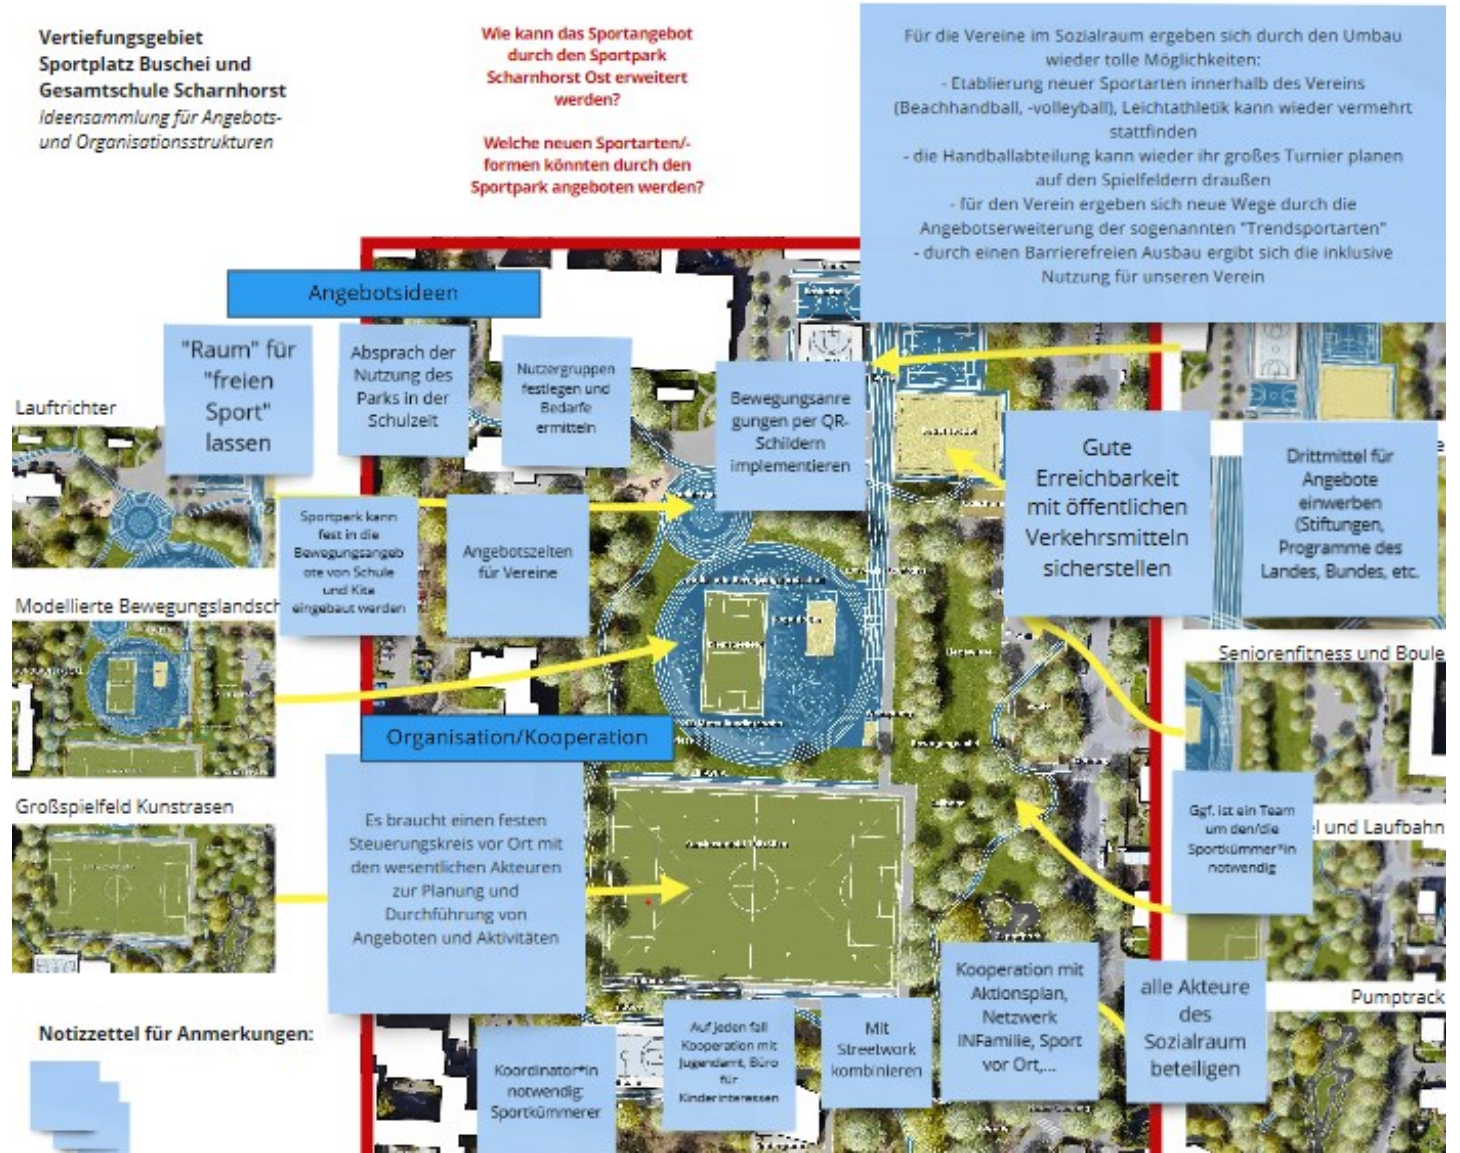 Vertiefungsgebiet
Sportplatz Buschei und
Gesamtschule Scharnhorst
Ideensammlung für Angebots-
und Organisationsstrukturen
Wie kann das Sportangebot
durch den Sportpark
Scharnhorst Ost erweitert
werden?
Welche neuen Sportarten/-
formen könnten durch den
Sportpark angeboten werden?
Für die Vereine im Sozialraum ergeben sich durch den Umbau
wieder tolle Möglichkeiten:
- Etablierung neuer Sportarten innerhalb des Vereins
(Beachhandball, -volleyball), Leichtathletik kann wieder vermehrt
stattfinden
- die Handballabteilung kann wieder ihr großes Turnier planen
auf den Spielfeldern draußen
- für den Verein ergeben sich neue Wege durch die
Angebotserweiterung der sogenannten "Trendsportarten"
- durch einen Barrierefreien Ausbau ergibt sich die inklusive
Nutzung für unseren Verein
Angebotsideen
"Raum" für
"freien
Sport"
lassen
Absprach der
Nutzung des
Parks in der
Schulzeit
Nutzergruppen
festlegen und
Bedarfe
ermitteln
Bewegungsanre
gungen per QR-
Schildern
implementieren
Gute
Erreichbarkeit
mit öffentlichen
Verkehrsmitteln
sicherstellen
Drittmittel für
Angebote
einwerben
(Stiftungen,
Programme des
Landes, Bundes, etc.
Lauftrichter
Sportperk kann
fest in die
Bewegungsangeb
ote von Schule
und Kita
eingebaut werden
Angebotszeiten
für Vereine
Modellierte Bewegungslandsch
Seniorenfitness und Boule
Organisation/Kooperation
Es braucht einen festen
Steuerungskreis vor Ort mit
den wesentlichen Akteuren
zur Planung und
Durchführung von
Angeboten und Aktivitäten
Großspielfeld Kunstrasen
Ggf. ist ein Team
um den/die
Sportkümmer*in
notwendig
el und Laufbahn
Kooperation mit
Aktionsplan,
Netzwerk
INFamilie, Sport
vor Ort,...
alle Akteure
des
Sozialraum
beteiligen
Pumptrack
Notizzettel für Anmerkungen:
Koordinator*in
notwendig;
Sportkümmerer
Auf jeden fall
Kooperation mit
Jugendamt, Büro
für
Kinderinteressen
Mit
Streetwork
kombinieren